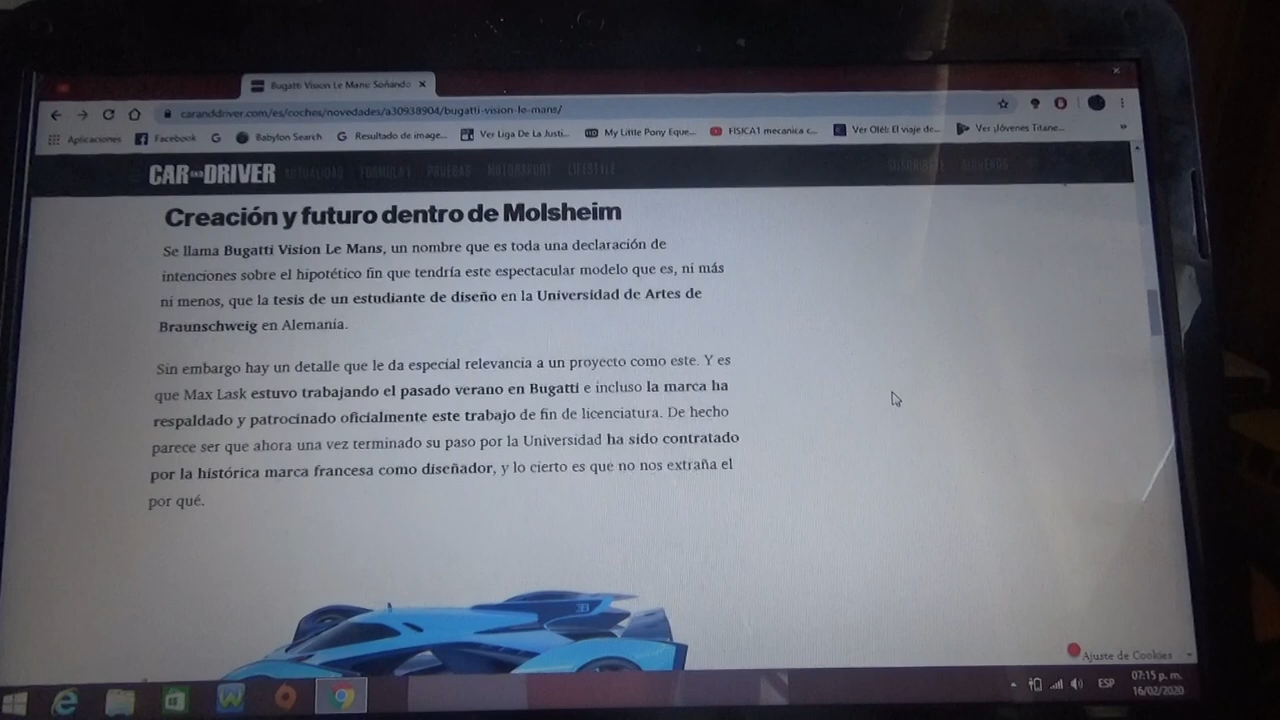 Bugatti Vision Le Mans: Soñando
caranddriver.com/es/coches/novedades/a30938904/bugatti-vision-le-mans/
Aplicaciones Facebook Babylon Search Resultado de image... Ver Liga De La Justi... My Little Pony Eque... FISICA1 mecanica c... Ver Olé: El viaje de... Ver ¡Jóvenes Titane... »
CAR AND DRIVER ACTUALIDAD FORMULA 1 PRUEBAS MOTORSPORT LIFESTYLE SUSCRÍBETE SÍGUENOS
Creación y futuro dentro de Molsheim
Se llama Bugatti Vision Le Mans, un nombre que es toda una declaración de
intenciones sobre el hipotético fin que tendría este espectacular modelo que es, ni más
ni menos, que la tesis de un estudiante de diseño en la Universidad de Artes de
Braunschweig en Alemania.
Sin embargo hay un detalle que le da especial relevancia a un proyecto como este. Y es
que Max Lask estuvo trabajando el pasado verano en Bugatti e incluso la marca ha
respaldado y patrocinado oficialmente este trabajo de fin de licenciatura. De hecho
parece ser que ahora una vez terminado su paso por la Universidad ha sido contratado
por la histórica marca francesa como diseñador, y lo cierto es que no nos extraña el
por qué.
Ajuste de Cookies
ESP
07:15 p. m.
16/02/2020